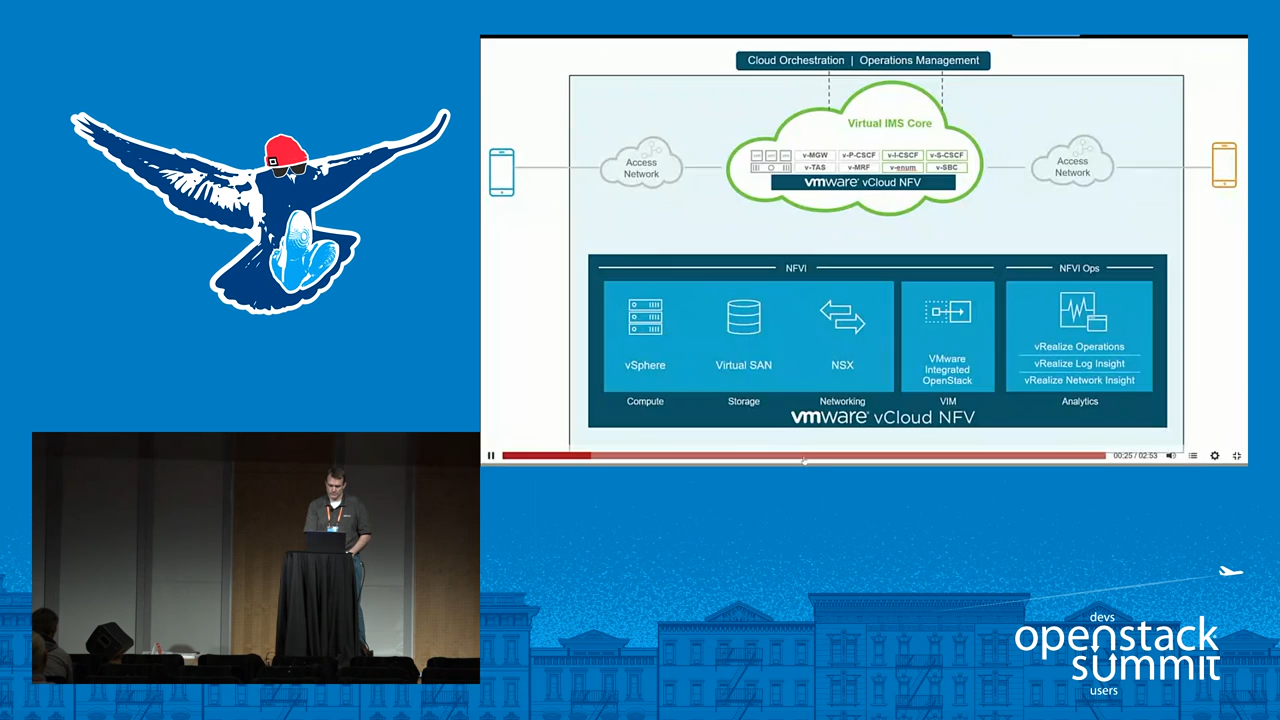 Cloud Orchestration | Operations Management
Virtual IMS Core
Access
Network
v-MGW v-P-CSCF v-I-CSCF v-S-CSCF
v-TAS v-MRF v-enum v-SBC
vmware® vCloud NFV
Access
Network
NFVI
NFVI Ops
vSphere
Virtual SAN
NSX
VMware
Integrated
OpenStack
vRealize Operations
vRealize Log Insight
vRealize Network Insight
Compute
Storage
Networking
VIM
Analytics
vmware® vCloud NFV
00:25 / 02:53
devs
openstack
summit
users